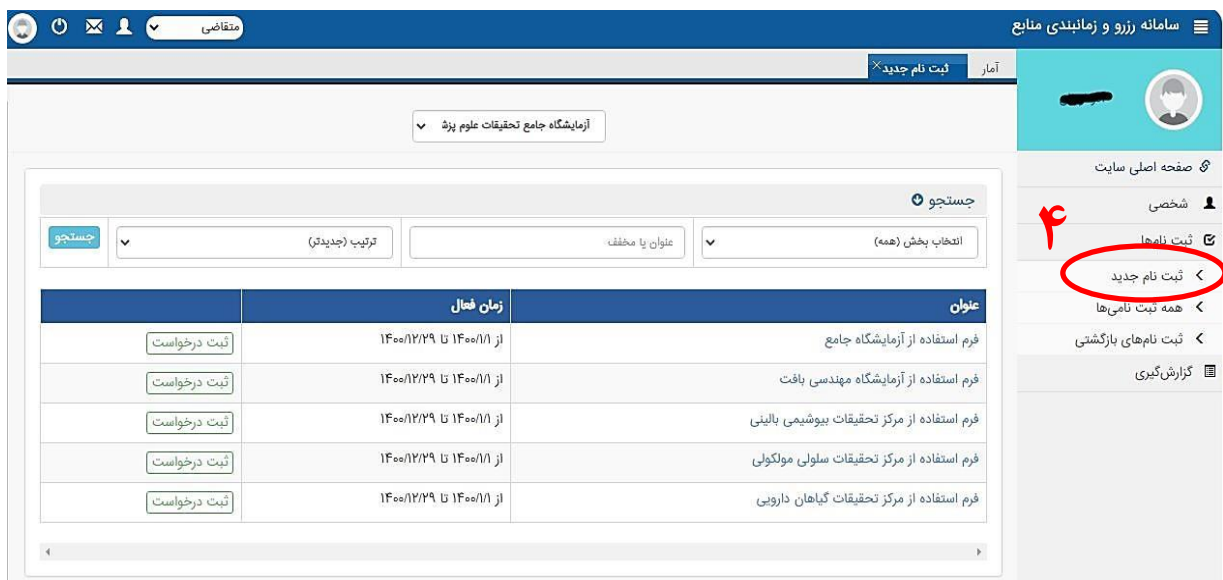 سامانه رزرو و زمانبندی منابع
متقاضی
آمار
ثبت نام جدید×
آزمایشگاه جامع تحقیقات علوم پزش
صفحه اصلی سایت
شخصی
ثبت نامها
۴
ثبت نام جدید
همه ثبت نامی‌ها
ثبت نام‌های بازگشتی
گزارش‌گیری
جستجو
انتخاب بخش (همه) عنوان یا مخفف ترتیب (جدیدتر) جستجو
عنوان زمان فعال
فرم استفاده از آزمایشگاه جامع از ۱۴۰۰/۱/۱ تا ۱۴۰۰/۱۲/۲۹ ثبت درخواست
فرم استفاده از آزمایشگاه مهندسی بافت از ۱۴۰۰/۱/۱ تا ۱۴۰۰/۱۲/۲۹ ثبت درخواست
فرم استفاده از مرکز تحقیقات بیوشیمی بالینی از ۱۴۰۰/۱/۱ تا ۱۴۰۰/۱۲/۲۹ ثبت درخواست
فرم استفاده از مرکز تحقیقات سلولی مولکولی از ۱۴۰۰/۱/۱ تا ۱۴۰۰/۱۲/۲۹ ثبت درخواست
فرم استفاده از مرکز تحقیقات گیاهان دارویی از ۱۴۰۰/۱/۱ تا ۱۴۰۰/۱۲/۲۹ ثبت درخواست